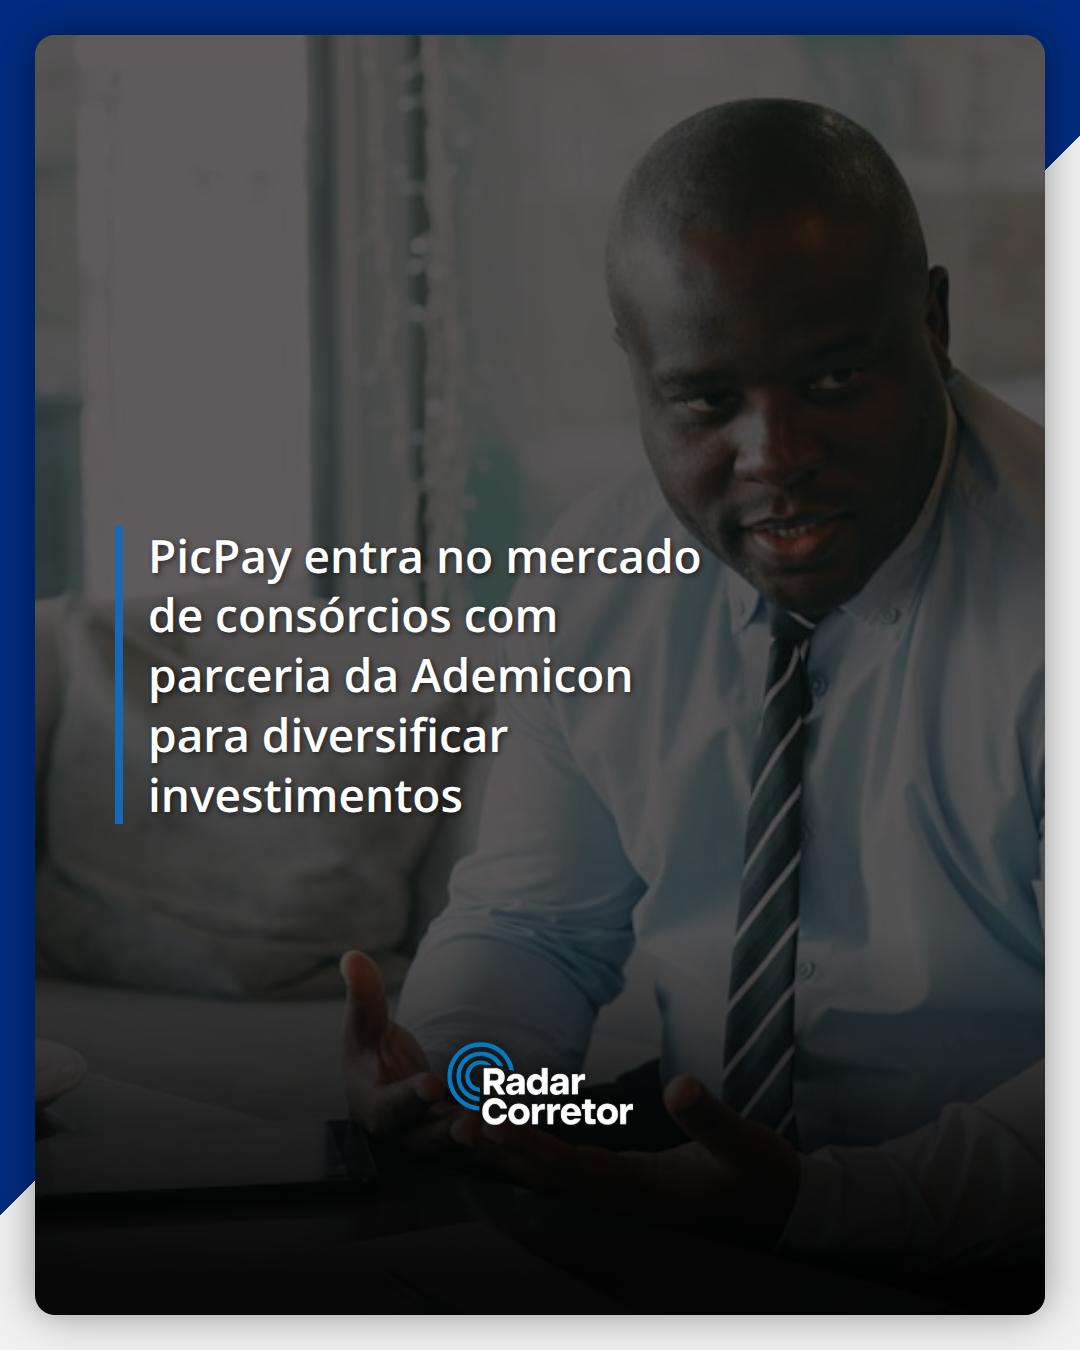 PicPay entra no mercado
de consórcios com
parceria da Ademicon
para diversificar
investimentos
Radar
Corretor